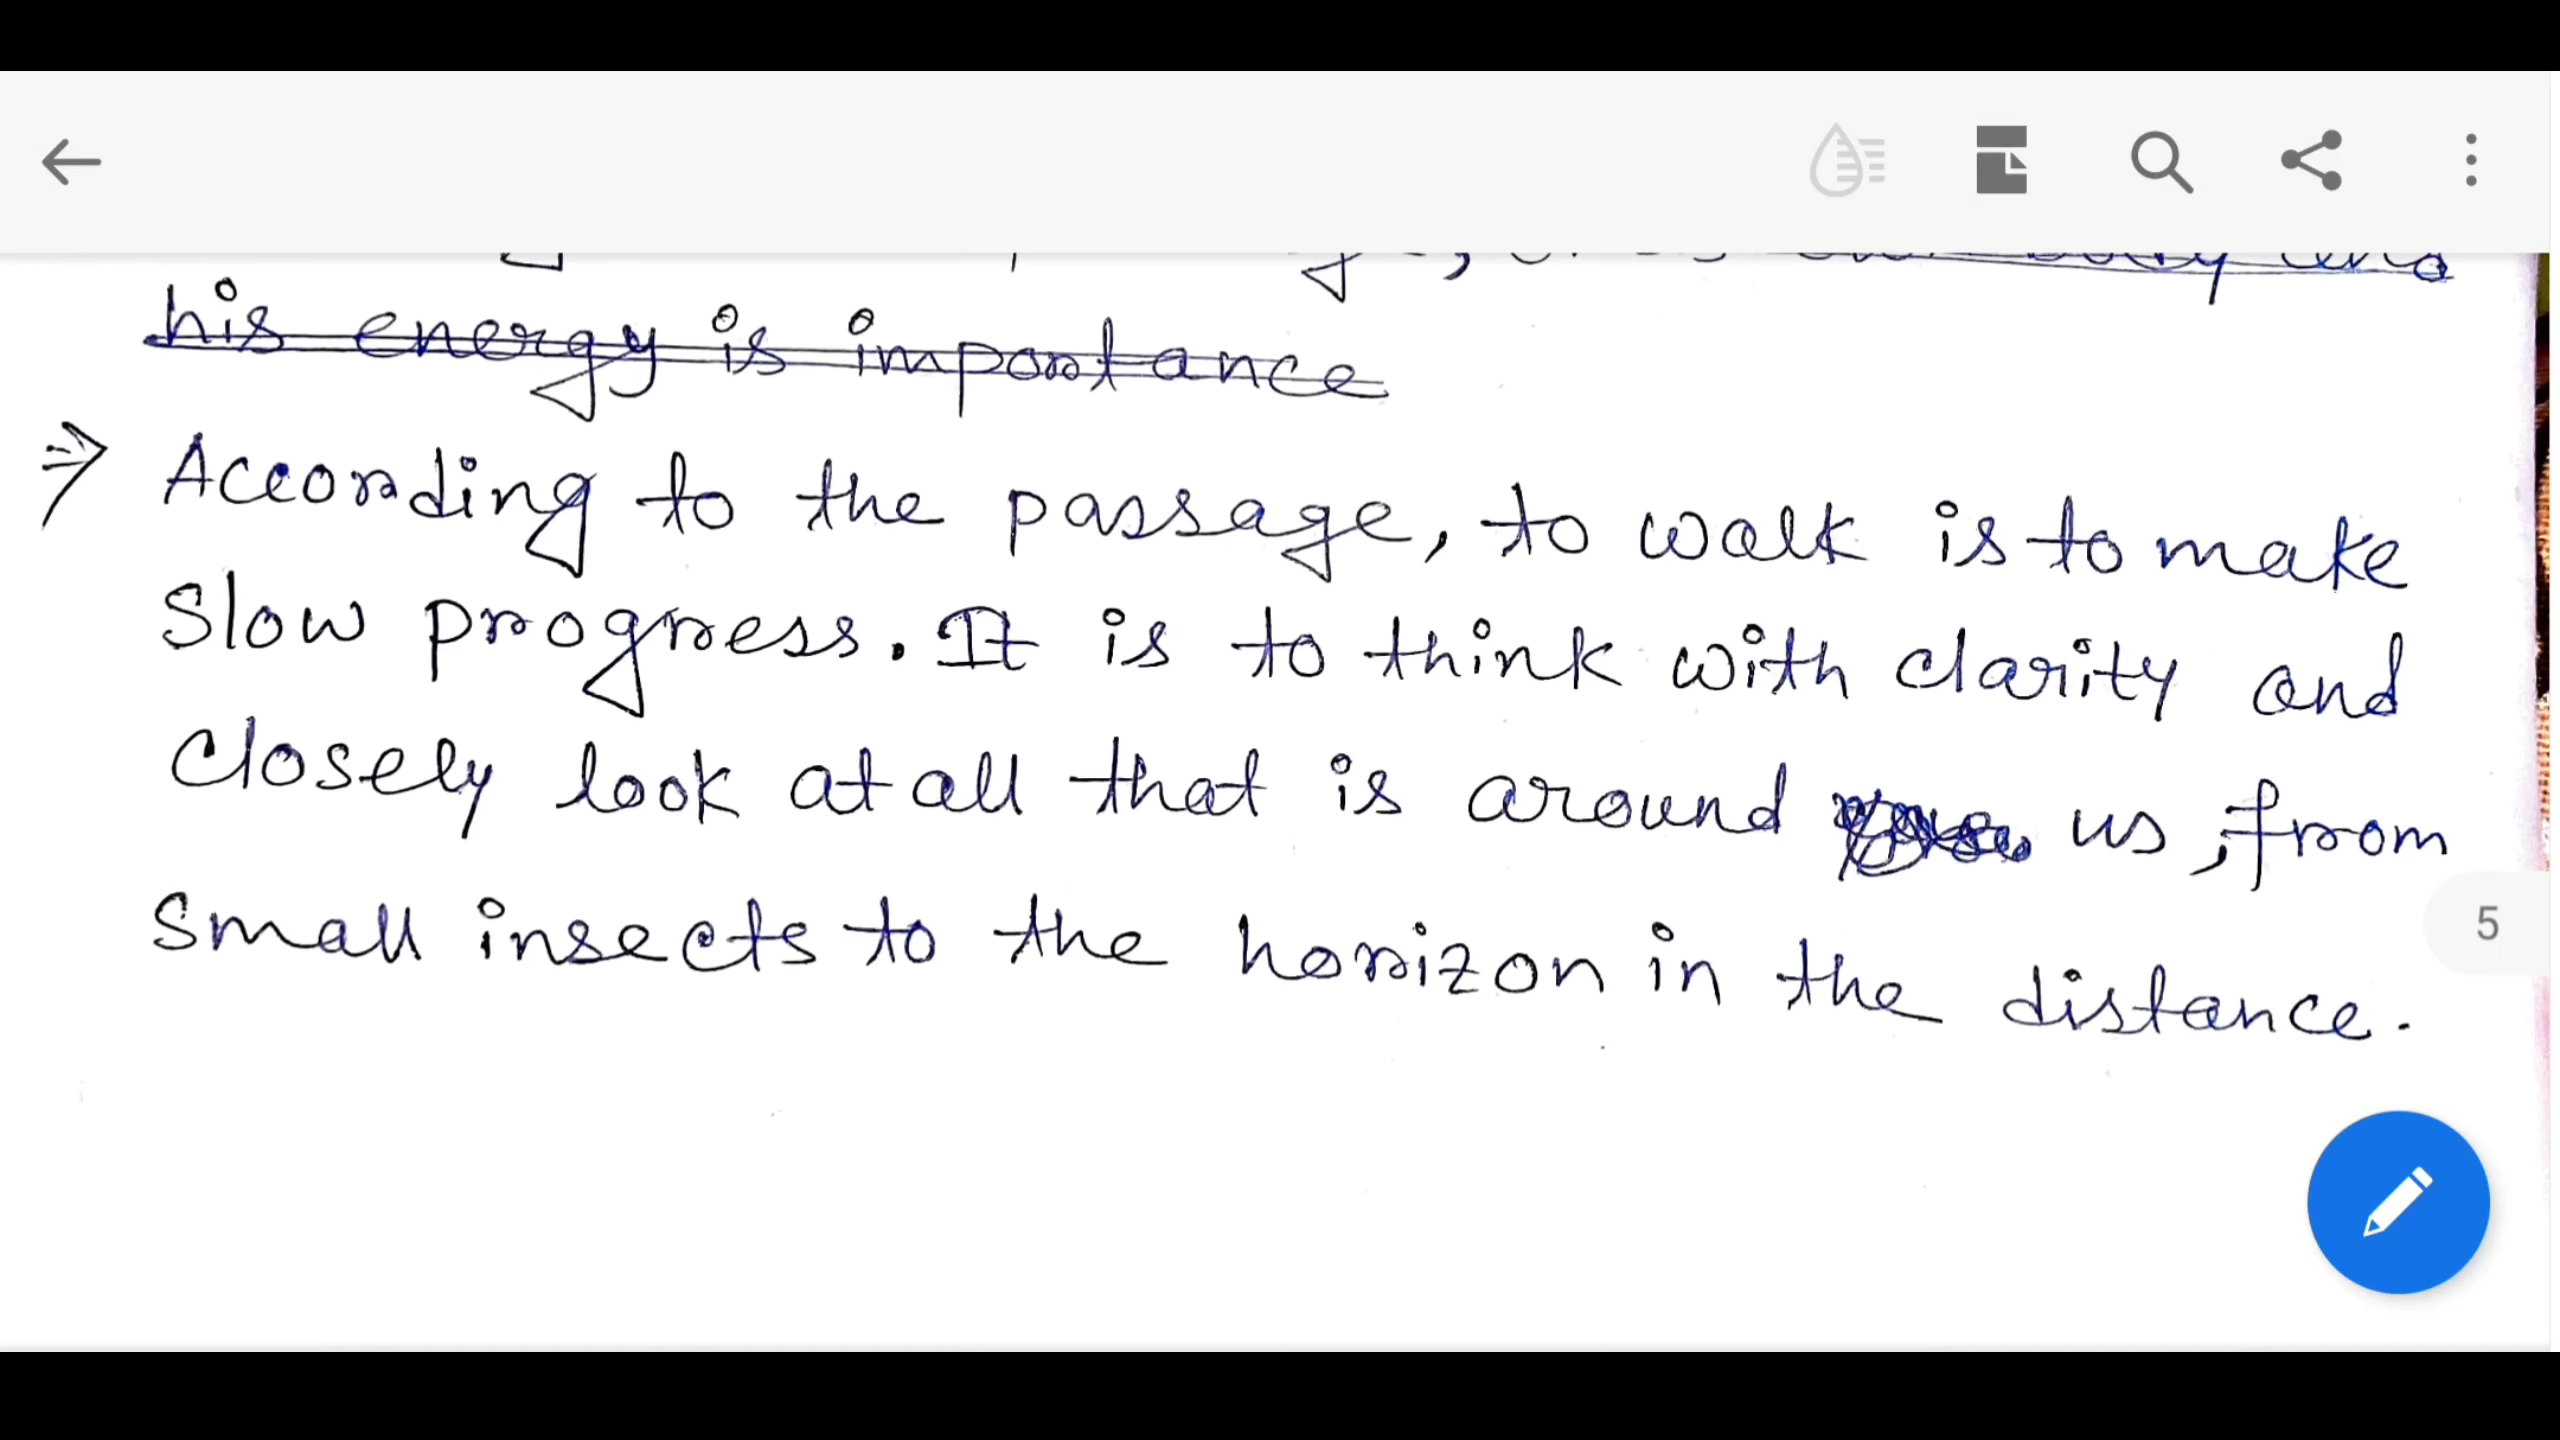 his energy is importance
⇒ According to the passage, to walk is to make
slow progress. It is to think with clarity and
closely look at all that is around us, from
small insects to the horizon in the distance.
5